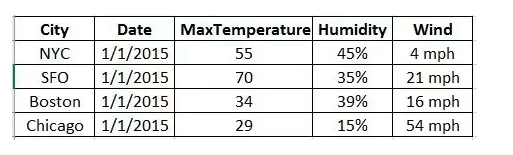 City Date MaxTemperature Humidity Wind
NYC 1/1/2015 55 45% 4 mph
SFO 1/1/2015 70 35% 21 mph
Boston 1/1/2015 34 39% 16 mph
Chicago 1/1/2015 29 15% 54 mph